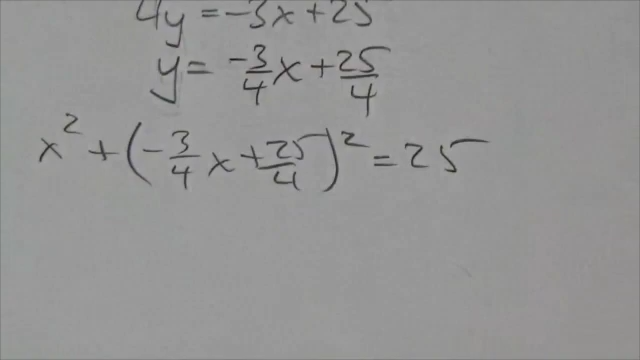 4y = -3x + 25
y = -3/4 x + 25/4
x² + (-3/4 x + 25/4)² = 25